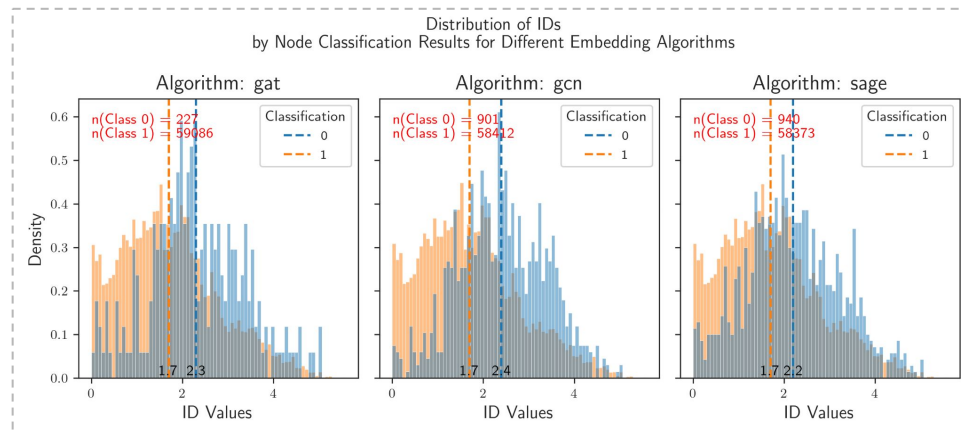 Distribution of IDs
by Node Classification Results for Different Embedding Algorithms
Algorithm: gat
n(Class 0) = 227
n(Class 1) = 59086
Classification
0
1
Density
0.6
0.5
0.4
0.3
0.2
0.1
0.0
1.7 2.3
0 2 4
ID Values
Algorithm: gcn
n(Class 0) = 901
n(Class 1) = 58412
Classification
0
1
1.7 2.4
0 2 4
ID Values
Algorithm: sage
n(Class 0) = 940
n(Class 1) = 58373
Classification
0
1
1.7 2.2
0 2 4
ID Values